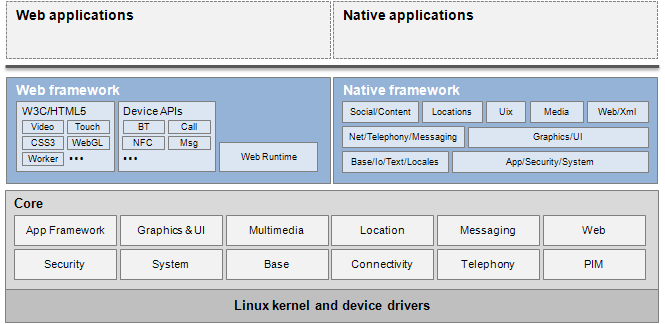 Web applications
Native applications
Web framework
W3C/HTML5
Video
Touch
CSS3
WebGL
Worker
•••
Device APIs
BT
Call
NFC
Msg
•••
Web Runtime
Native framework
Social/Content
Locations
Uix
Media
Web/Xml
Net/Telephony/Messaging
Graphics/UI
Base/Io/Text/Locales
App/Security/System
Core
App Framework
Graphics & UI
Multimedia
Location
Messaging
Web
Security
System
Base
Connectivity
Telephony
PIM
Linux kernel and device drivers